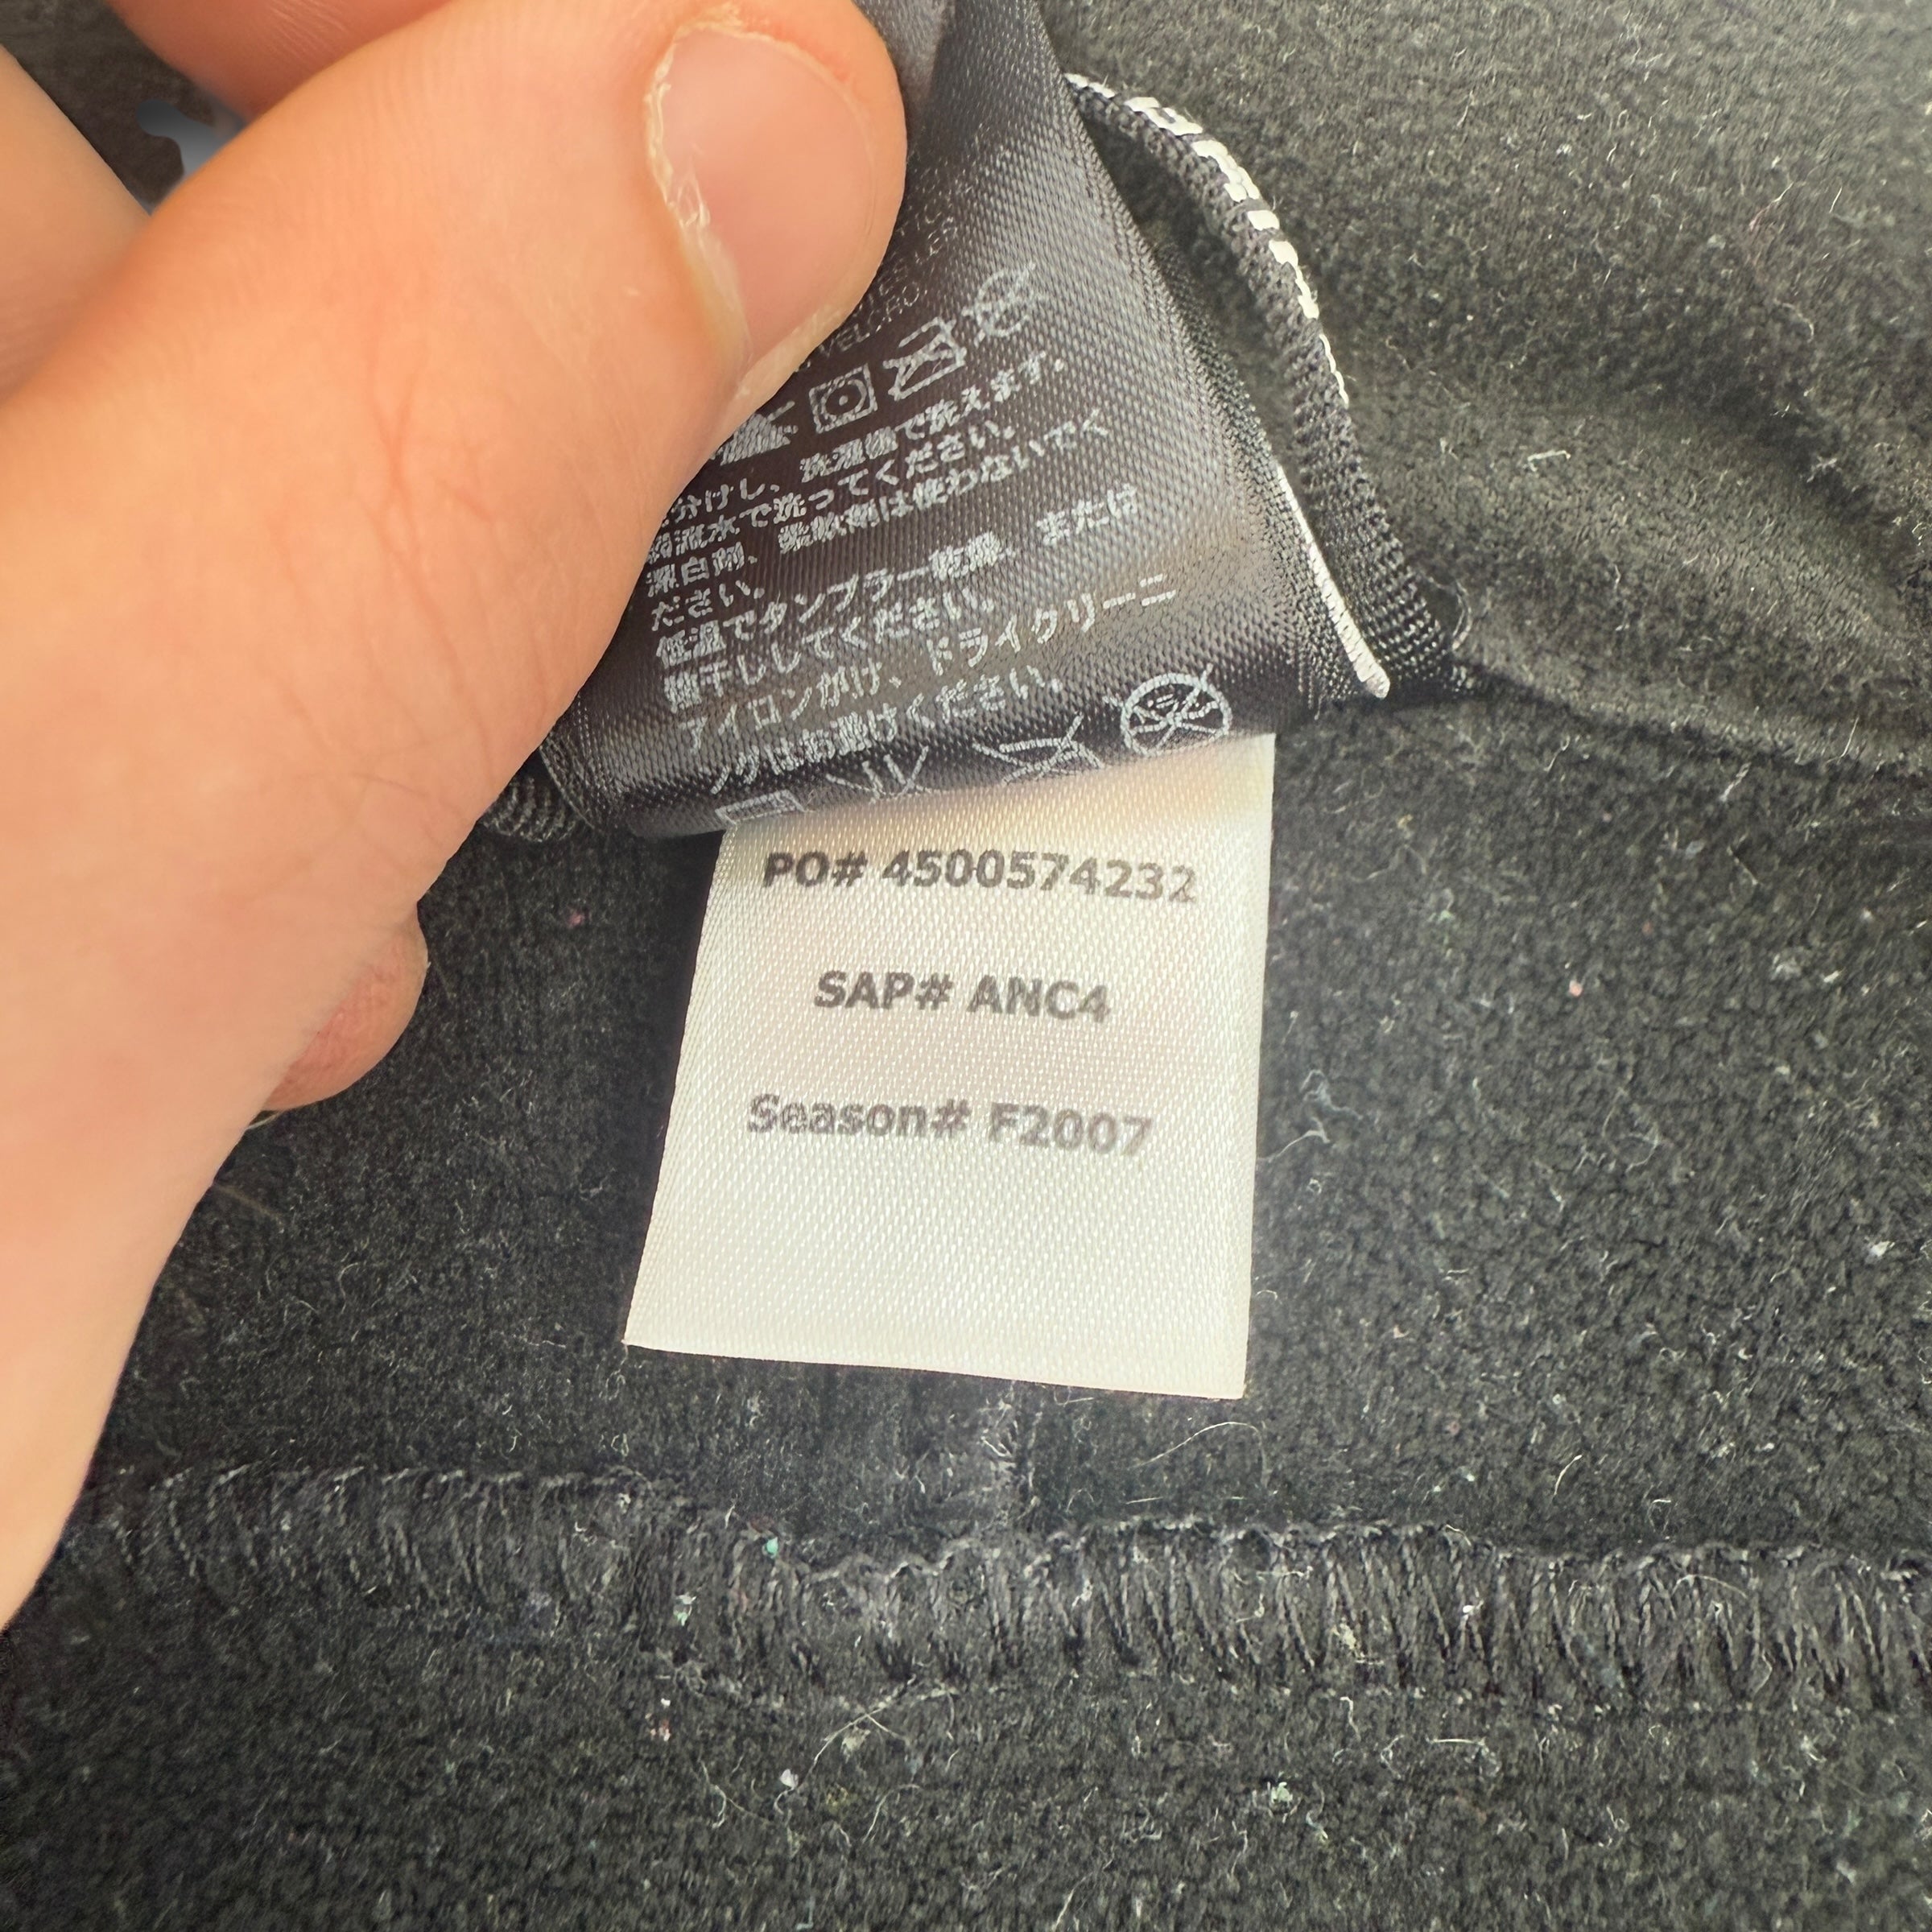 分けし、洗濯機で洗えます。
弱流水で洗ってください。
漂白剤、柔軟剤は使わないでく
ださい。
低温でタンブラー乾燥、または
陰干ししてください。
アイロンがけ、ドライクリーニ
ングはお避けください。
PO# 4500574232
SAP# ANC4
Season# F2007